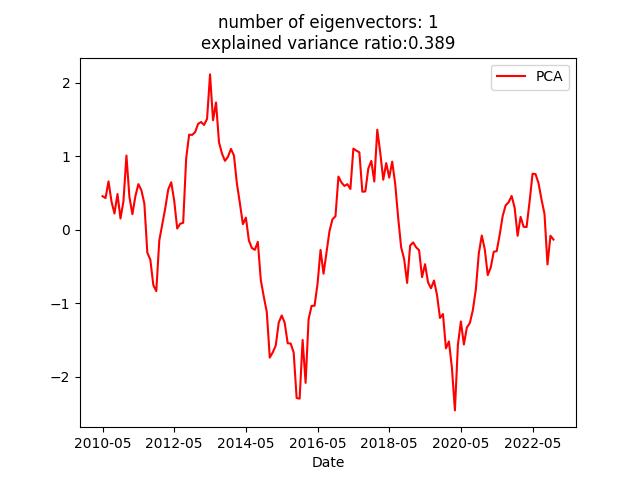 number of eigenvectors: 1
explained variance ratio:0.389
PCA
2
1
0
−1
−2
2010-05 2012-05 2014-05 2016-05 2018-05 2020-05 2022-05
Date